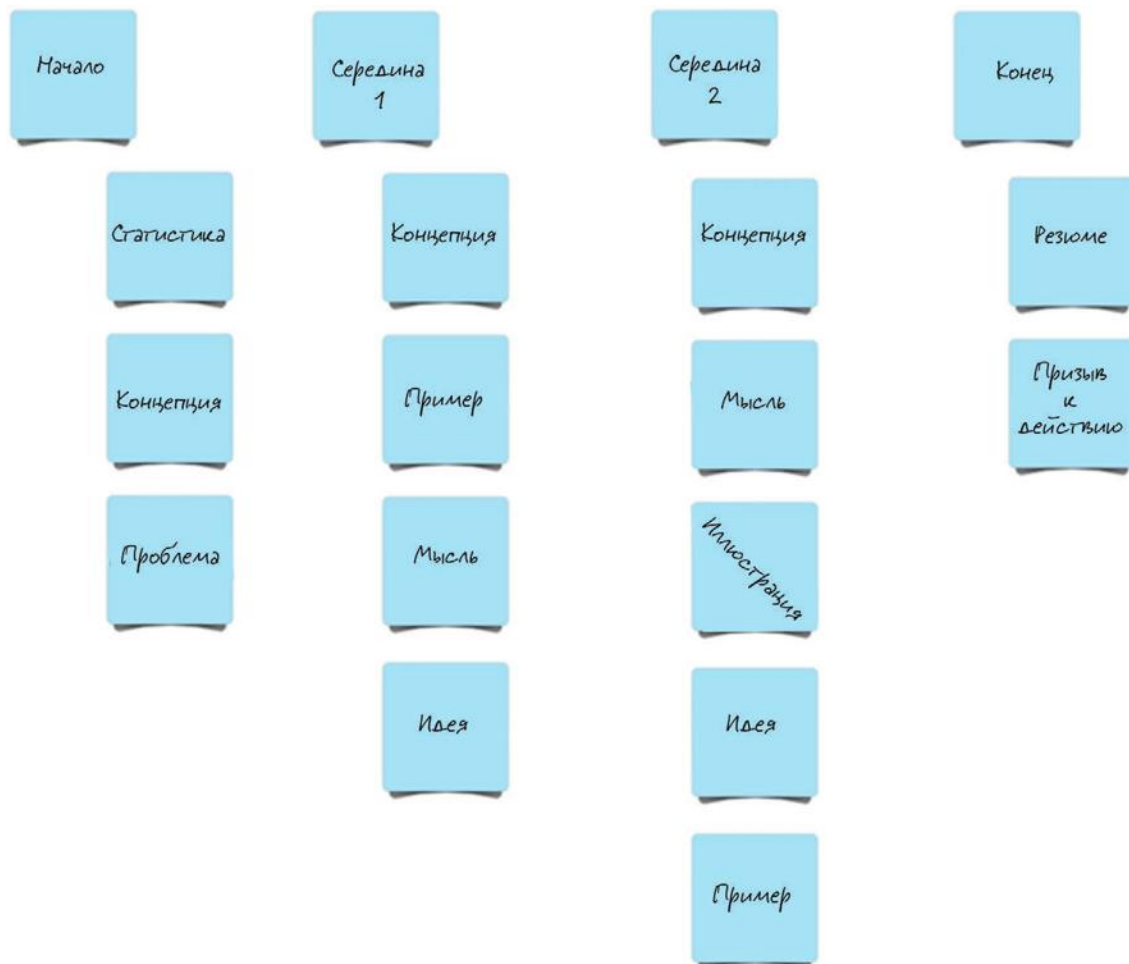 Начало
Статистика
Концепция
Проблема
Середина
1
Концепция
Пример
Мысль
Идея
Середина
2
Концепция
Мысль
Иллюстрация
Идея
Пример
Конец
Резюме
Призыв
к
действию